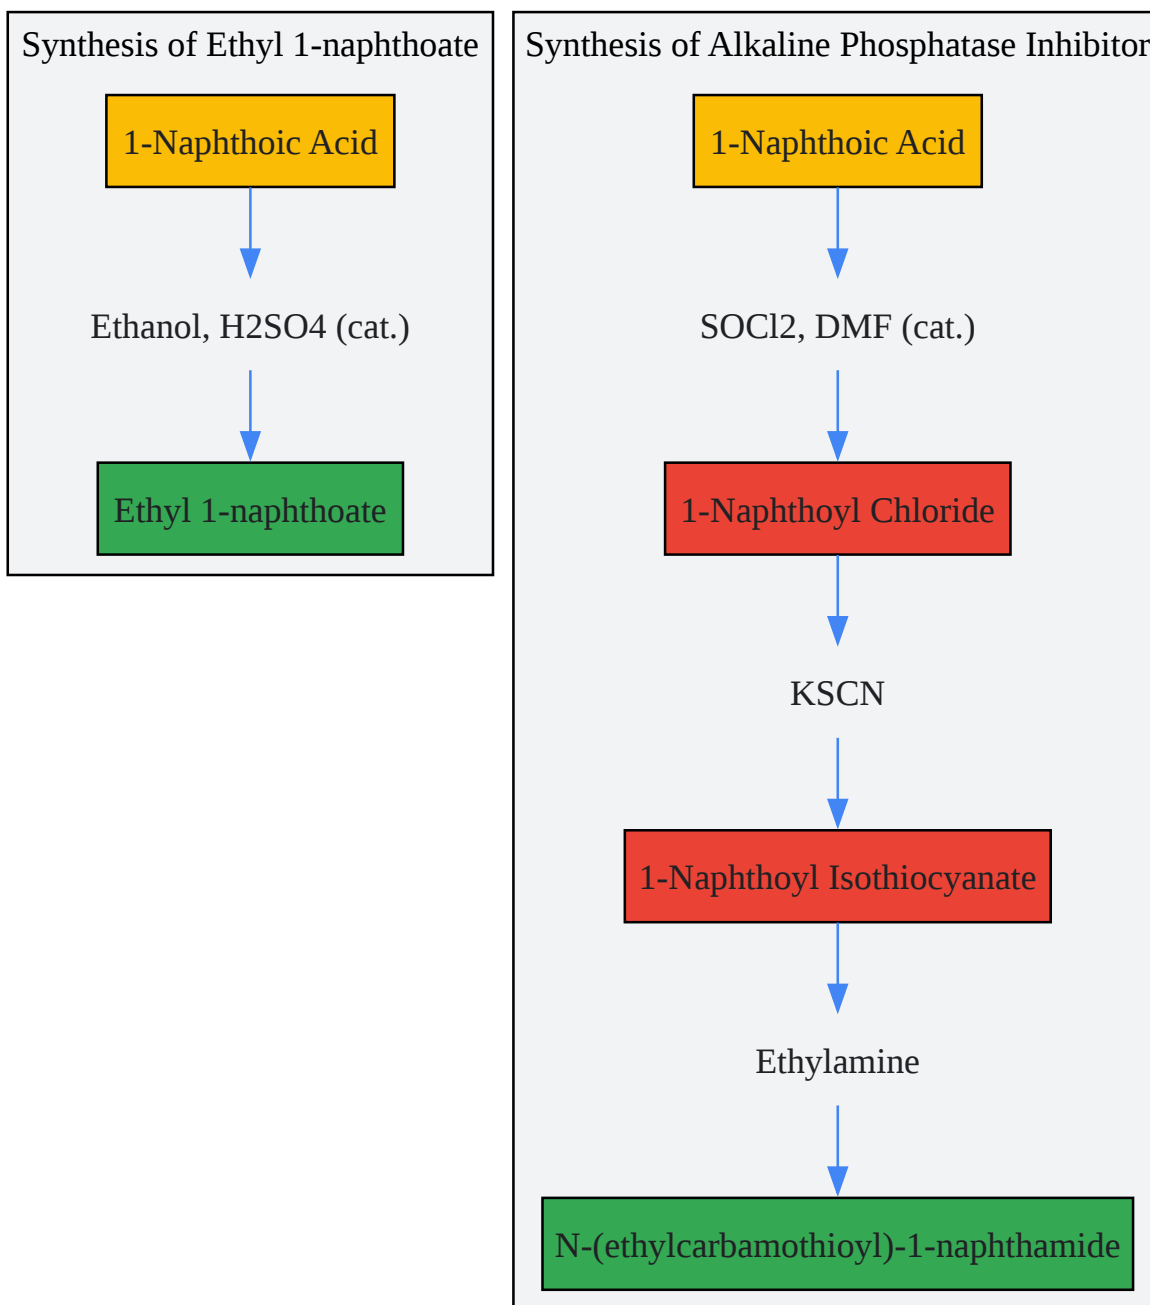 Synthesis of Ethyl 1-naphthoate
1-Naphthoic Acid
Ethanol, H2SO4 (cat.)
Ethyl 1-naphthoate
Synthesis of Alkaline Phosphatase Inhibitor
1-Naphthoic Acid
SOCl2, DMF (cat.)
1-Naphthoyl Chloride
KSCN
1-Naphthoyl Isothiocyanate
Ethylamine
N-(ethylcarbamothioyl)-1-naphthamide